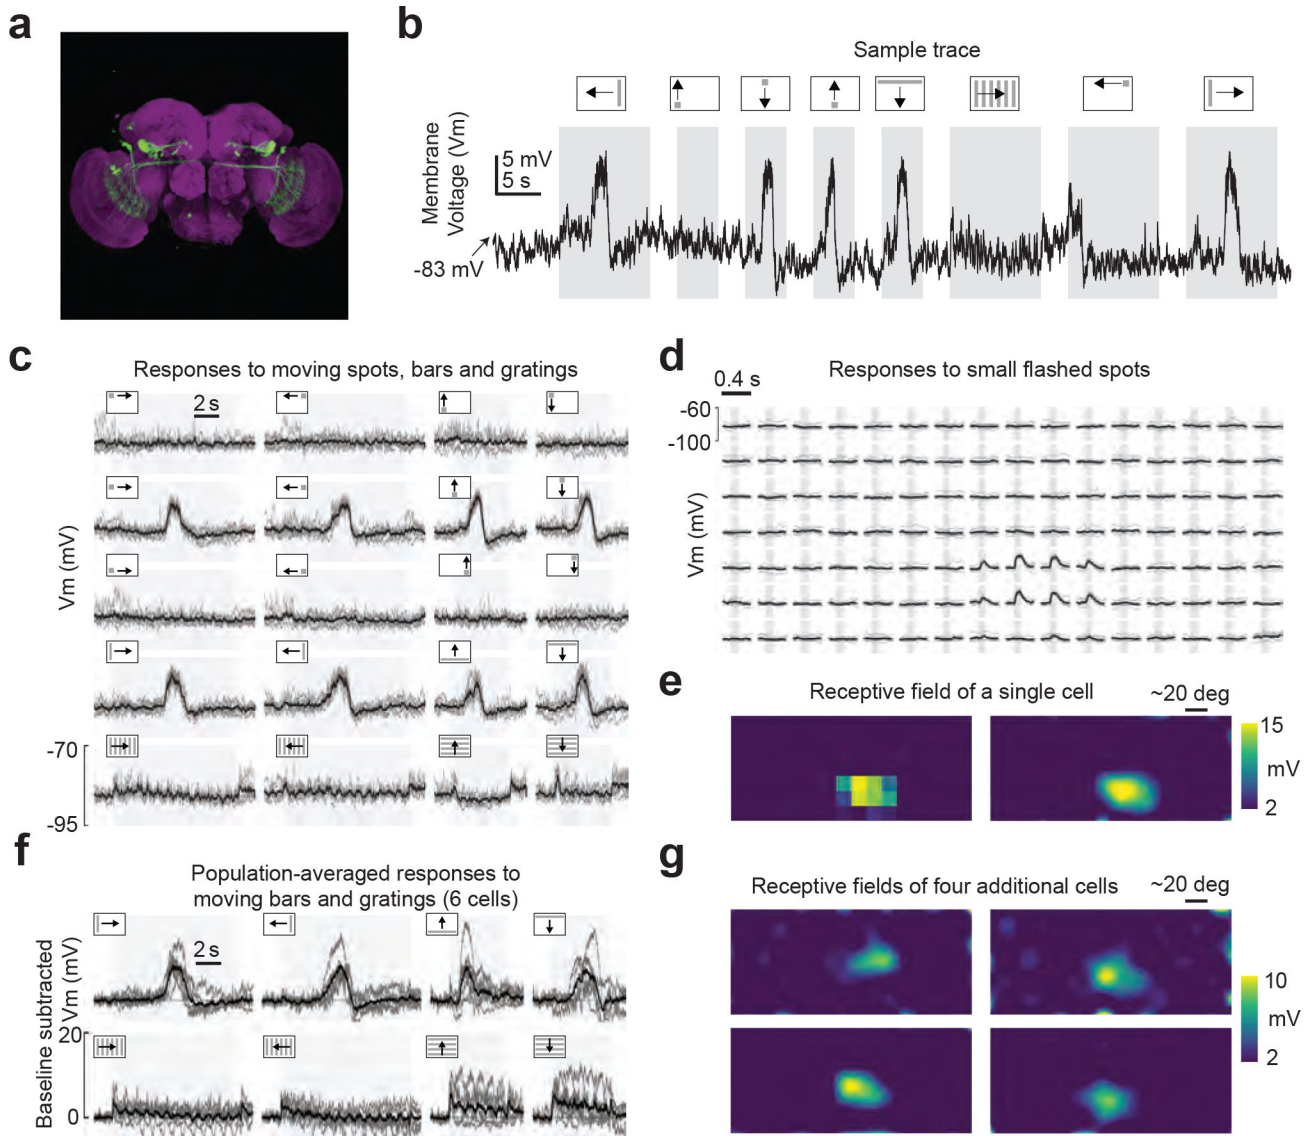 a
b
Sample trace
Membrane
Voltage (Vm)
5 mV
5 s
-83 mV
c
Responses to moving spots, bars and gratings
2 s
Vm (mV)
-70
-95
d
Responses to small flashed spots
0.4 s
-60
-100
Vm (mV)
e
Receptive field of a single cell
~20 deg
15
mV
2
f
Population-averaged responses to
moving bars and gratings (6 cells)
2 s
Baseline subtracted
Vm (mV)
20
0
g
Receptive fields of four additional cells
~20 deg
10
mV
2